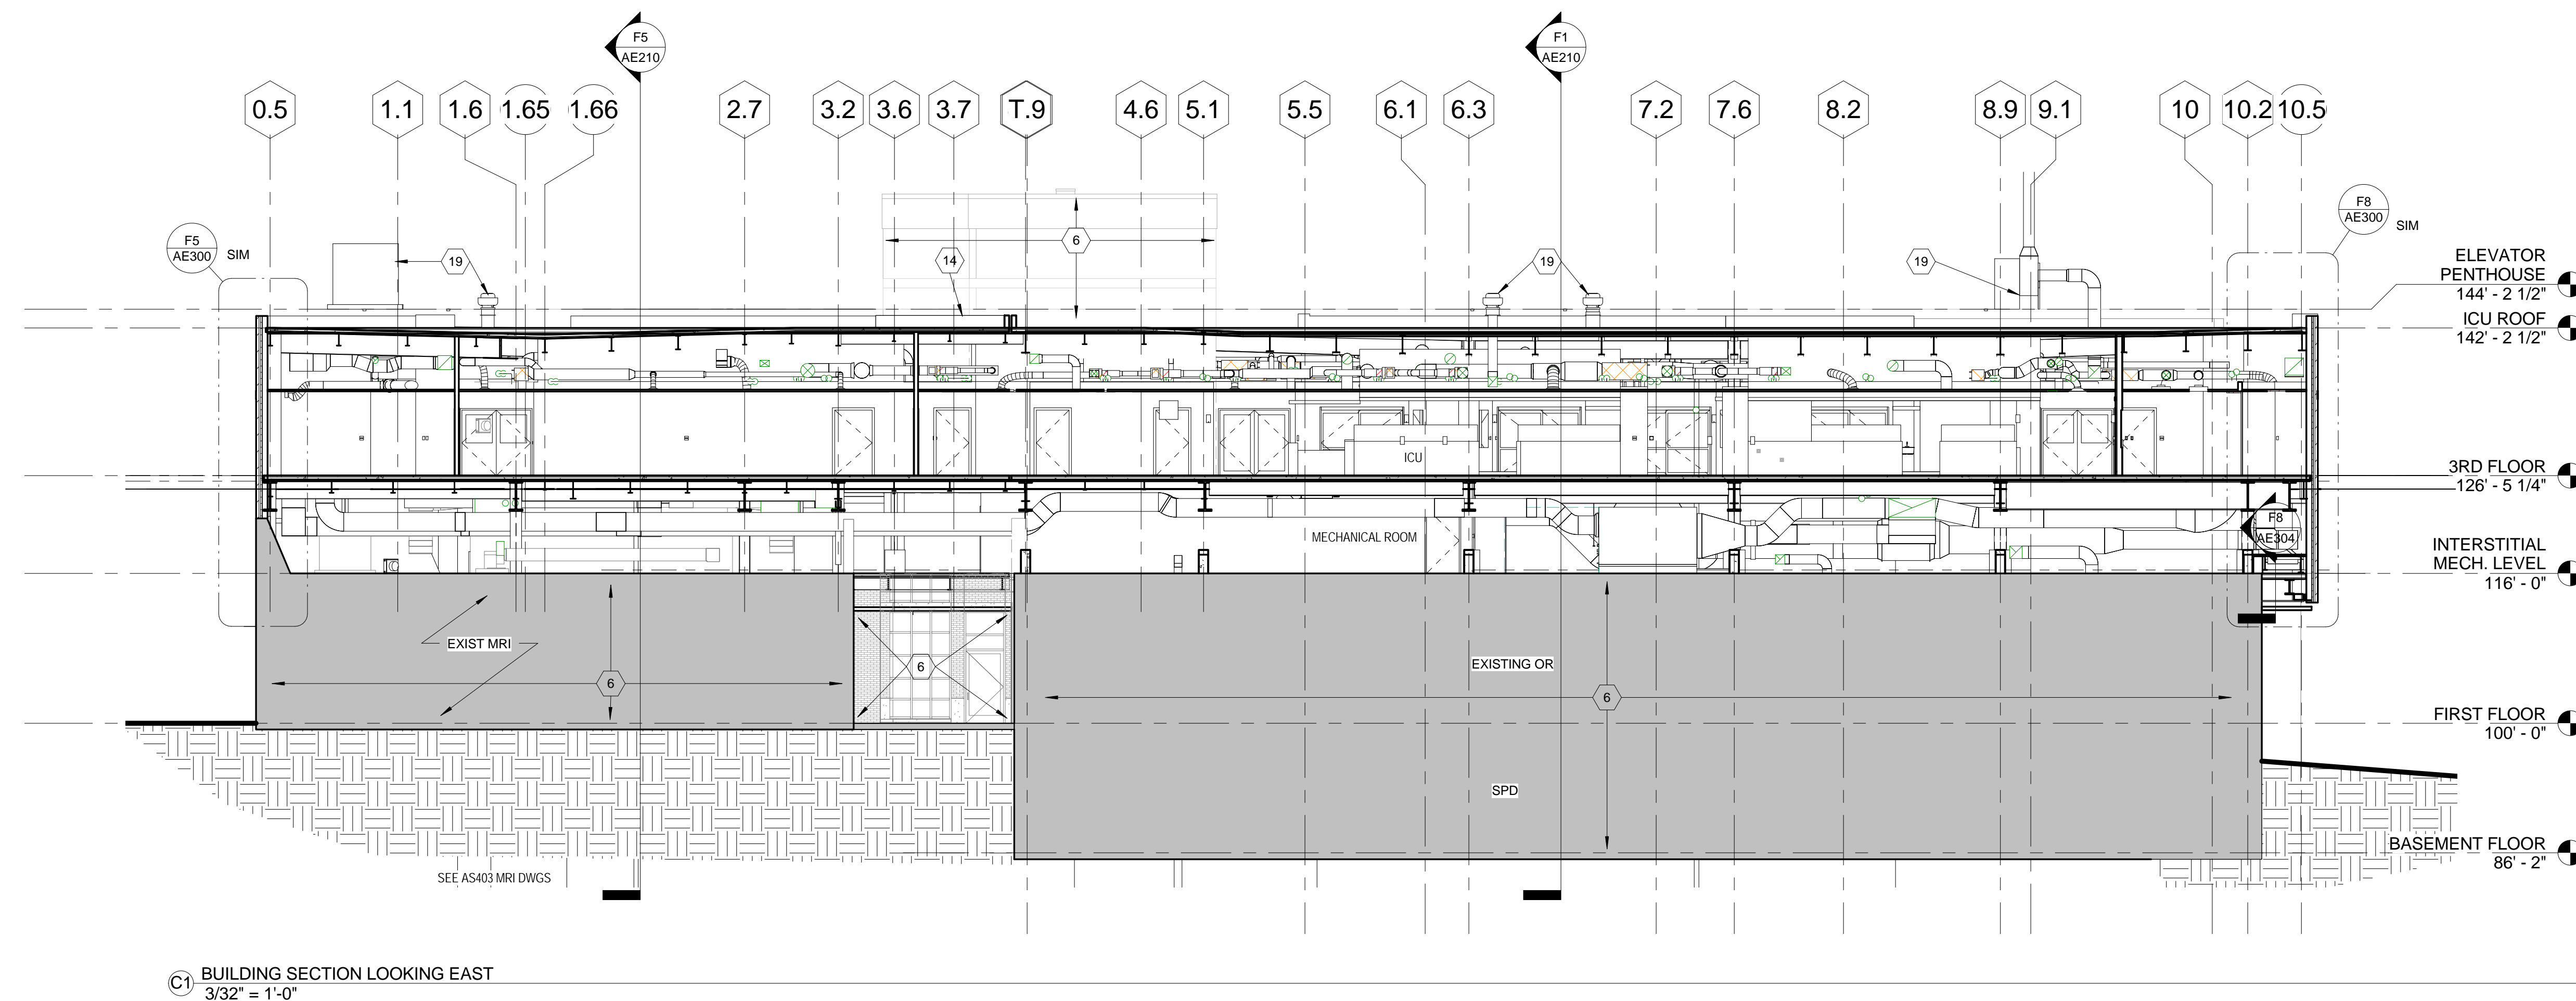 F5
AE210
F1
AE210
0.5
1.1
1.6
1.65
1.66
2.7
3.2
3.6
3.7
T.9
4.6
5.1
5.5
6.1
6.3
7.2
7.6
8.2
8.9
9.1
10
10.2
10.5
F5
AE300
SIM
F8
AE300
SIM
19
14
6
19
19
ELEVATOR
PENTHOUSE
144' - 2 1/2"
ICU ROOF
142' - 2 1/2"
ICU
3RD FLOOR
126' - 5 1/4"
MECHANICAL ROOM
F8
AE304
INTERSTITIAL
MECH. LEVEL
116' - 0"
EXIST MRI
6
6
EXISTING OR
6
FIRST FLOOR
100' - 0"
SPD
BASEMENT FLOOR
86' - 2"
SEE AS403 MRI DWGS
C1
BUILDING SECTION LOOKING EAST
3/32" = 1'-0"